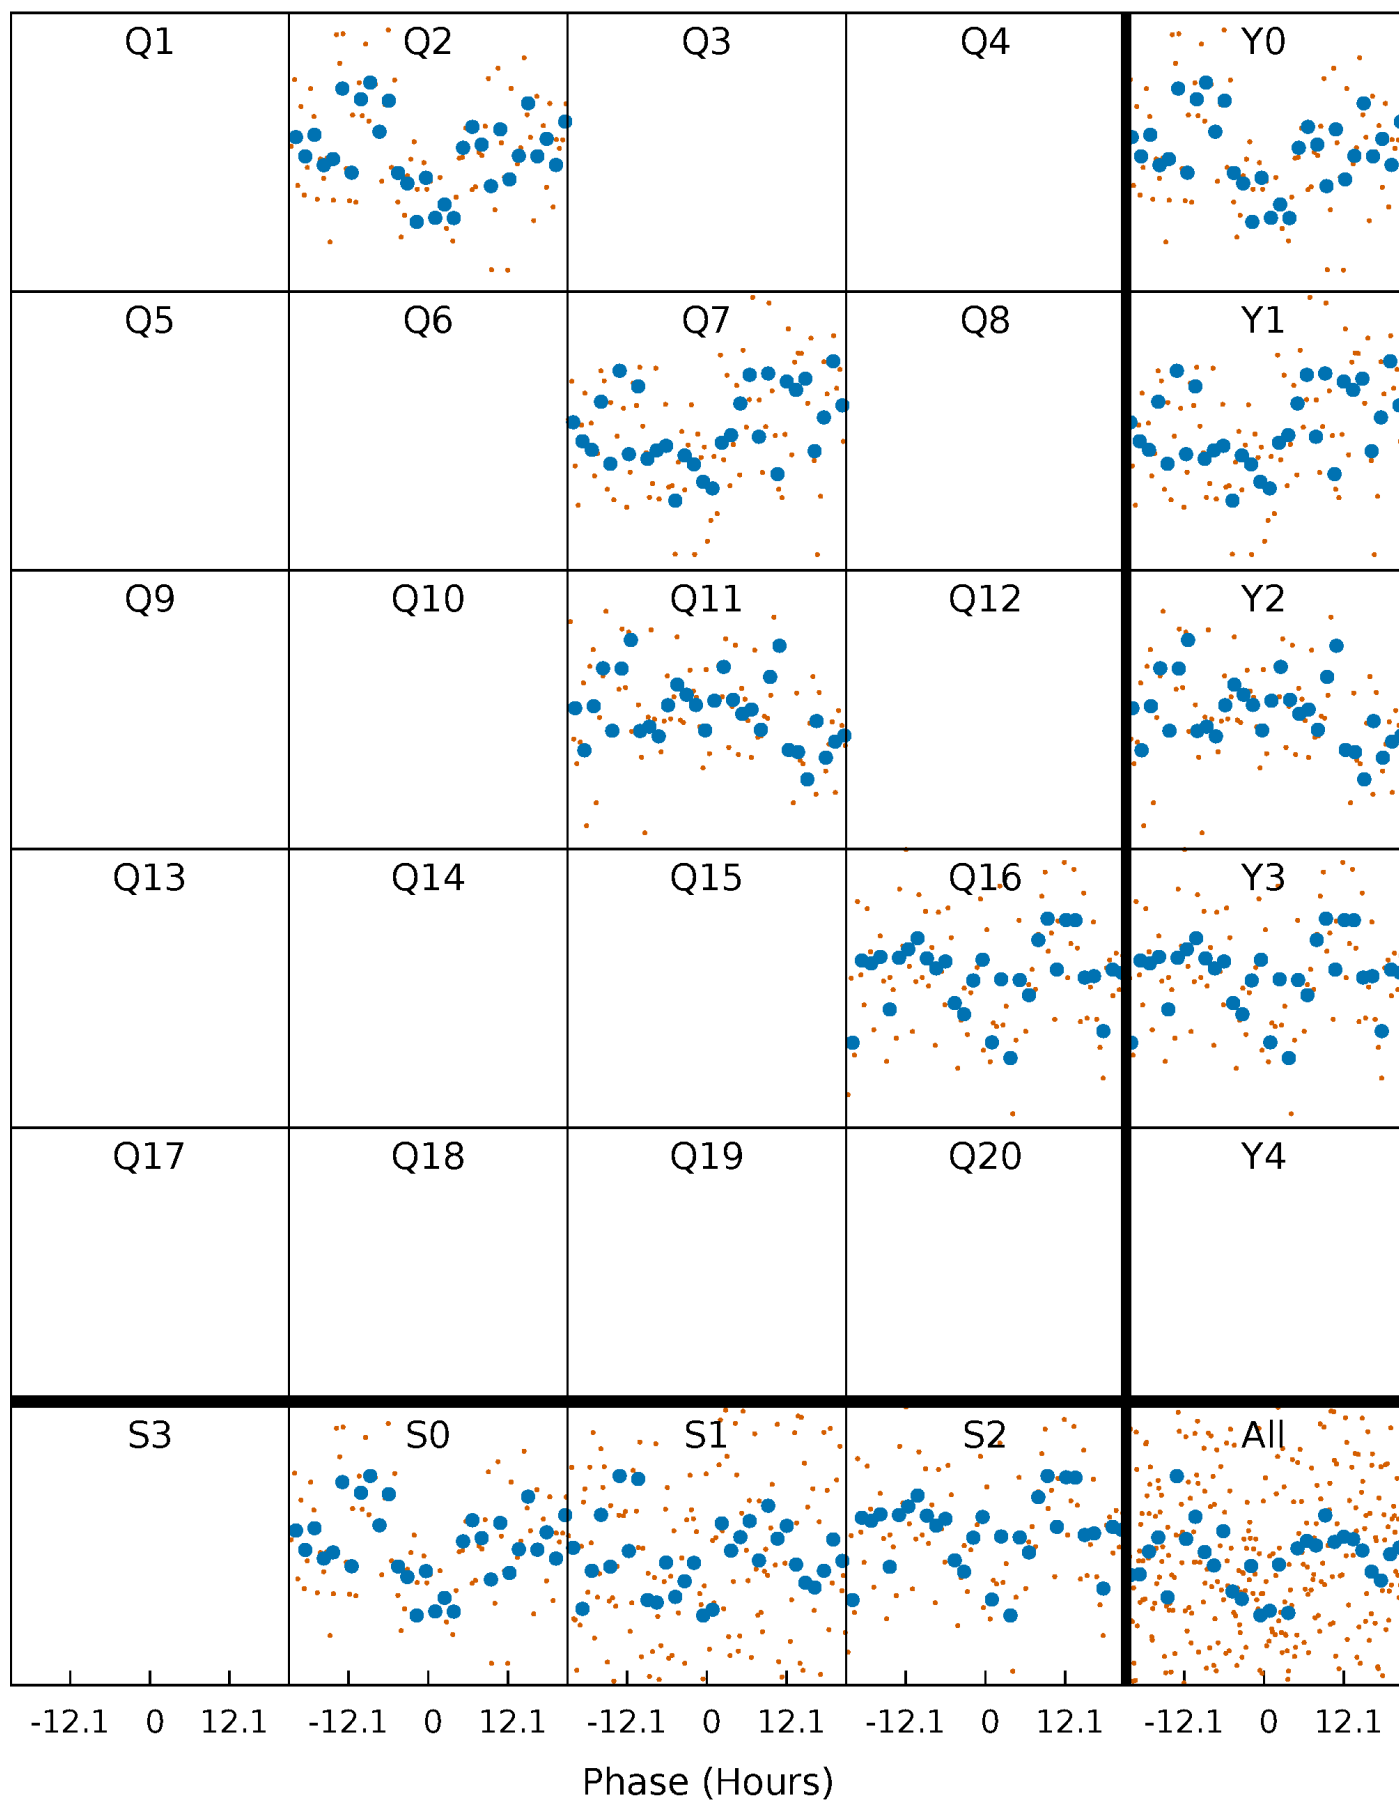 Q1 Q2 Q3 Q4 Y0
Q5 Q6 Q7 Q8 Y1
Q9 Q10 Q11 Q12 Y2
Q13 Q14 Q15 Q16 Y3
Q17 Q18 Q19 Q20 Y4
S3 S0 S1 S2 All
-12.1 0 12.1 -12.1 0 12.1 -12.1 0 12.1 -12.1 0 12.1 -12.1 0 12.1
Phase (Hours)